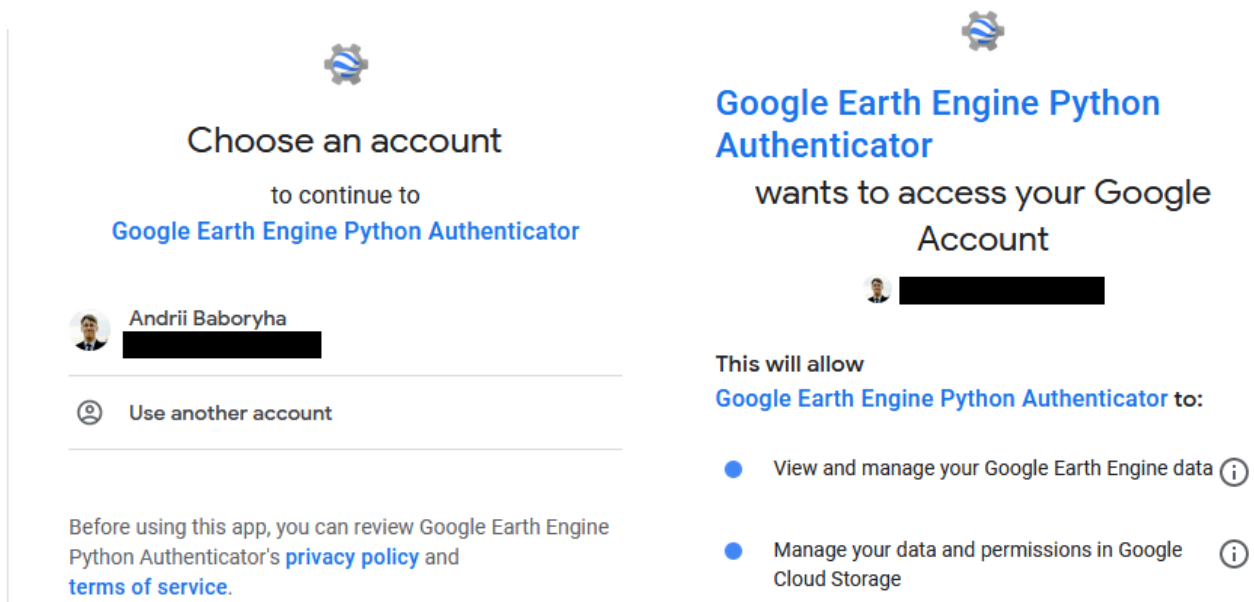 Choose an account
to continue to
Google Earth Engine Python Authenticator
Andrii Baboryha
Use another account
Before using this app, you can review Google Earth Engine
Python Authenticator's privacy policy and
terms of service.
Google Earth Engine Python
Authenticator
wants to access your Google
Account
This will allow
Google Earth Engine Python Authenticator to:
View and manage your Google Earth Engine data
Manage your data and permissions in Google
Cloud Storage